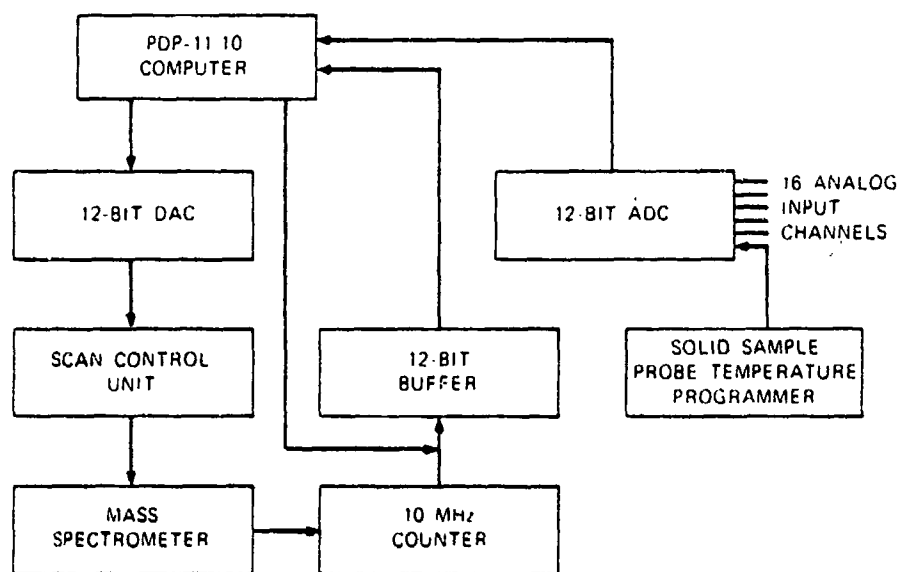 PDP-11 10
COMPUTER
12-BIT DAC
12-BIT ADC
16 ANALOG
INPUT
CHANNELS
SCAN CONTROL
UNIT
12-BIT
BUFFER
SOLID SAMPLE
PROBE TEMPERATURE
PROGRAMMER
MASS
SPECTROMETER
10 MHz
COUNTER